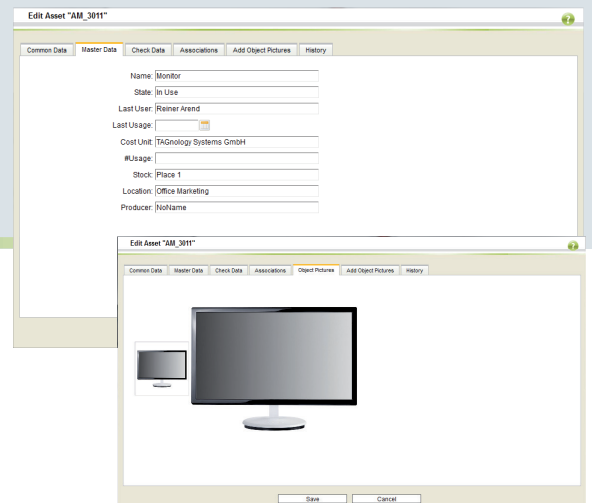 Edit Asset "AM_3011"
?
Common Data Master Data Check Data Associations Add Object Pictures History
Name: Monitor
State: In Use
Last User: Reiner Arend
Last Usage:
Cost Unit: TAGnology Systems GmbH
#Usage:
Stock: Place 1
Location: Office Marketing
Producer: NoName
Edit Asset "AM_3011"
?
Common Data Master Data Check Data Associations Object Pictures Add Object Pictures History
Save Cancel